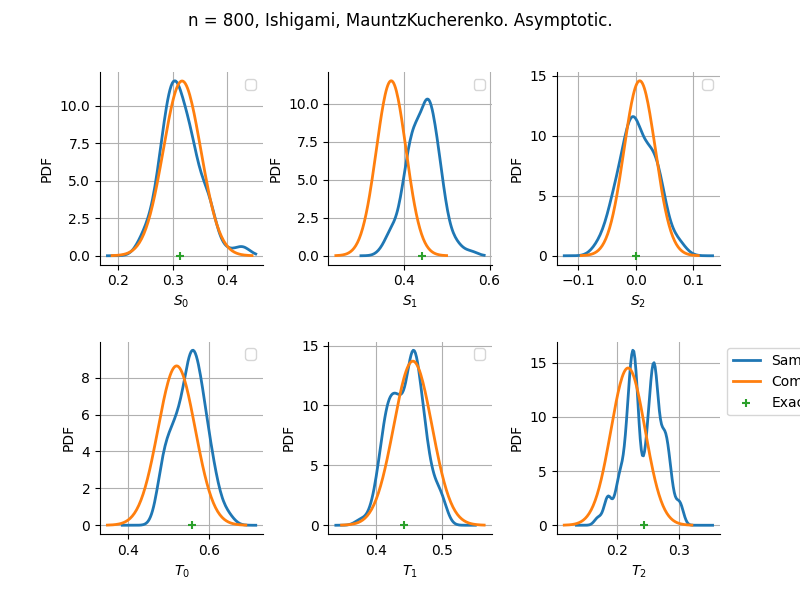 n = 800, Ishigami, MauntzKucherenko. Asymptotic.
PDF
10.0
7.5
5.0
2.5
0.0
0.2
0.3
0.4
S0
PDF
10.0
7.5
5.0
2.5
0.0
0.4
0.6
S1
PDF
15
10
5
0
−0.1
0.0
0.1
S2
PDF
8
6
4
2
0
0.4
0.6
T0
PDF
15
10
5
0
0.4
0.5
T1
PDF
15
10
5
0
0.2
0.3
T2
Sam
Com
Exac